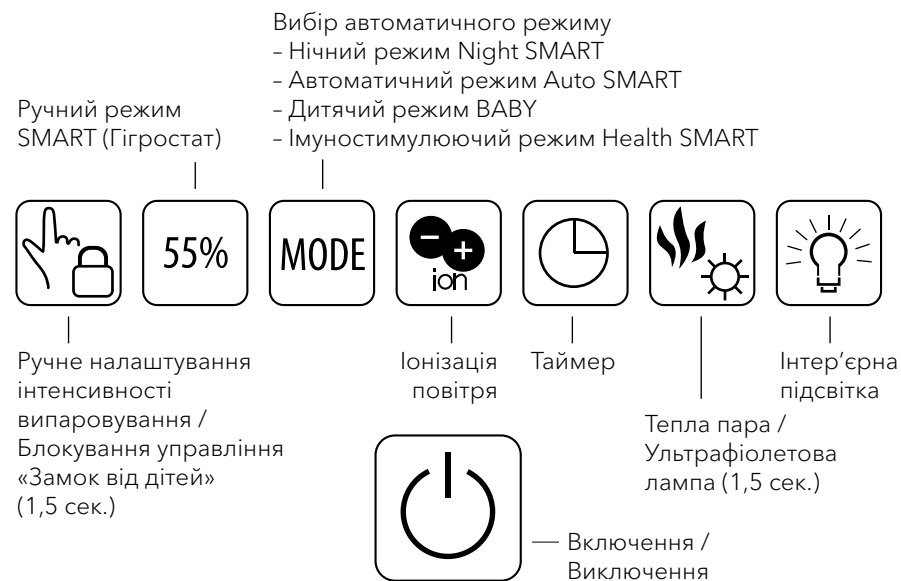 Вибір автоматичного режиму
– Нічний режим Night SMART
– Автоматичний режим Auto SMART
– Дитячий режим BABY
– Імуностимулюючий режим Health SMART
Ручний режим
SMART (Гігростат)
55%
MODE
ion
Ручне налаштування
інтенсивності
випаровування /
Блокування управління
«Замок від дітей»
(1,5 сек.)
Іонізація
повітря
Таймер
Тепла пара /
Ультрафіолетова
лампа (1,5 сек.)
Інтер’єрна
підсвітка
Включення /
Виключення